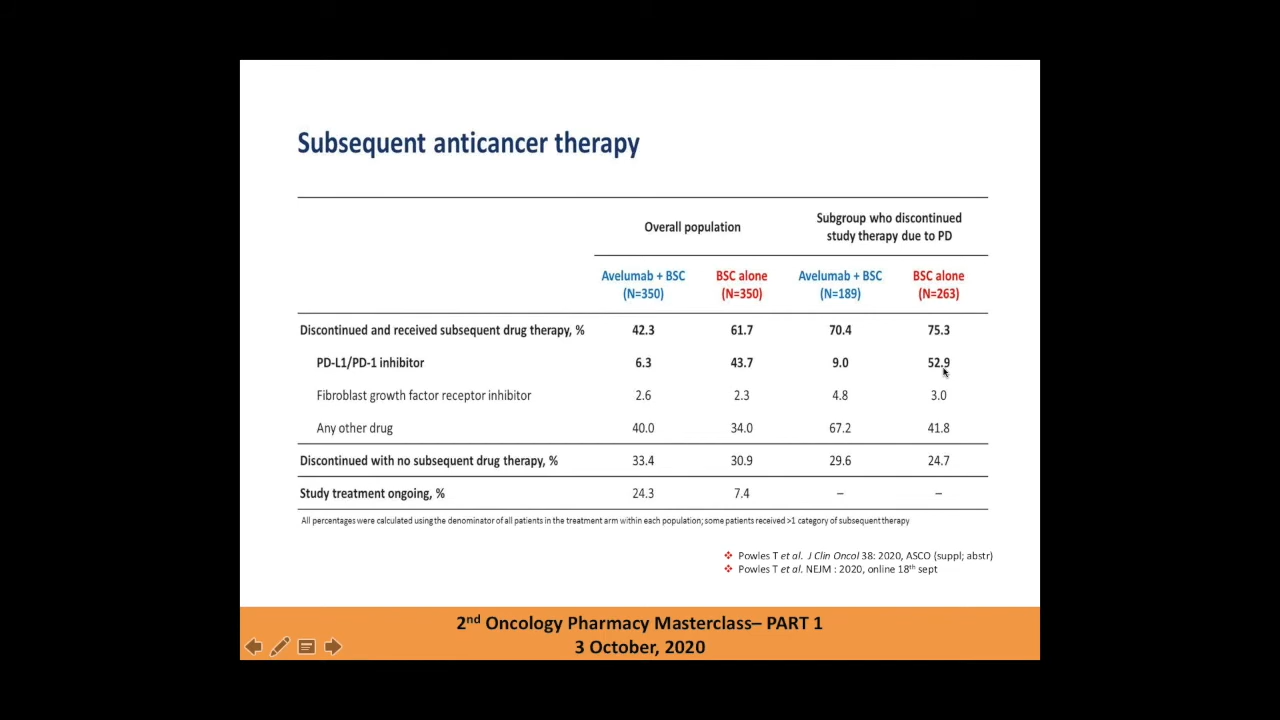 Subsequent anticancer therapy
Overall population
Subgroup who discontinued
study therapy due to PD
Avelumab + BSC BSC alone Avelumab + BSC BSC alone
(N=350) (N=350) (N=189) (N=263)
Discontinued and received subsequent drug therapy, % 42.3 61.7 70.4 75.3
PD-L1/PD-1 inhibitor 6.3 43.7 9.0 52.9
Fibroblast growth factor receptor inhibitor 2.6 2.3 4.8 3.0
Any other drug 40.0 34.0 67.2 41.8
Discontinued with no subsequent drug therapy, % 33.4 30.9 29.6 24.7
Study treatment ongoing, % 24.3 7.4 – –
All percentages were calculated using the denominator of all patients in the treatment arm within each population; some patients received >1 category of subsequent therapy
❖ Powles T et al. J Clin Oncol 38: 2020, ASCO (suppl; abstr)
❖ Powles T et al. NEJM : 2020, online 18th sept
2nd Oncology Pharmacy Masterclass– PART 1
3 October, 2020